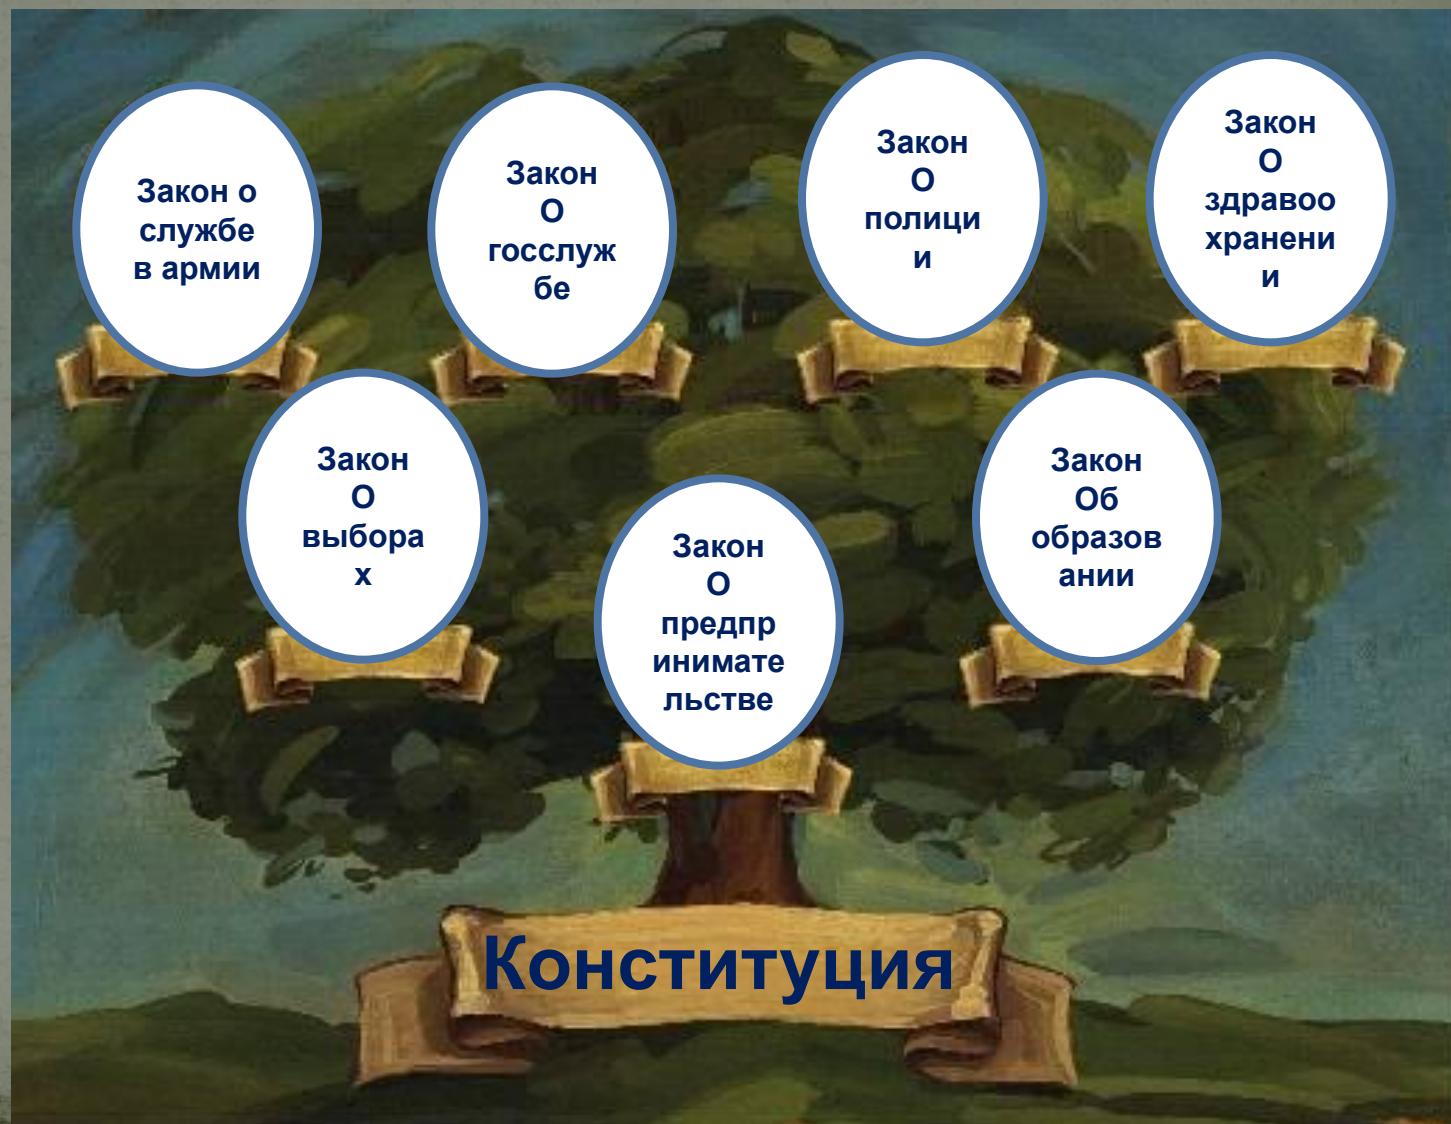 Закон о
службе
в армии
Закон
О
госслуж
бе
Закон
О
полици
и
Закон
О
здравоо
хранени
и
Закон
О
выбора
х
Закон
О
предпр
инимате
льстве
Закон
Об
образов
ании
Конституция